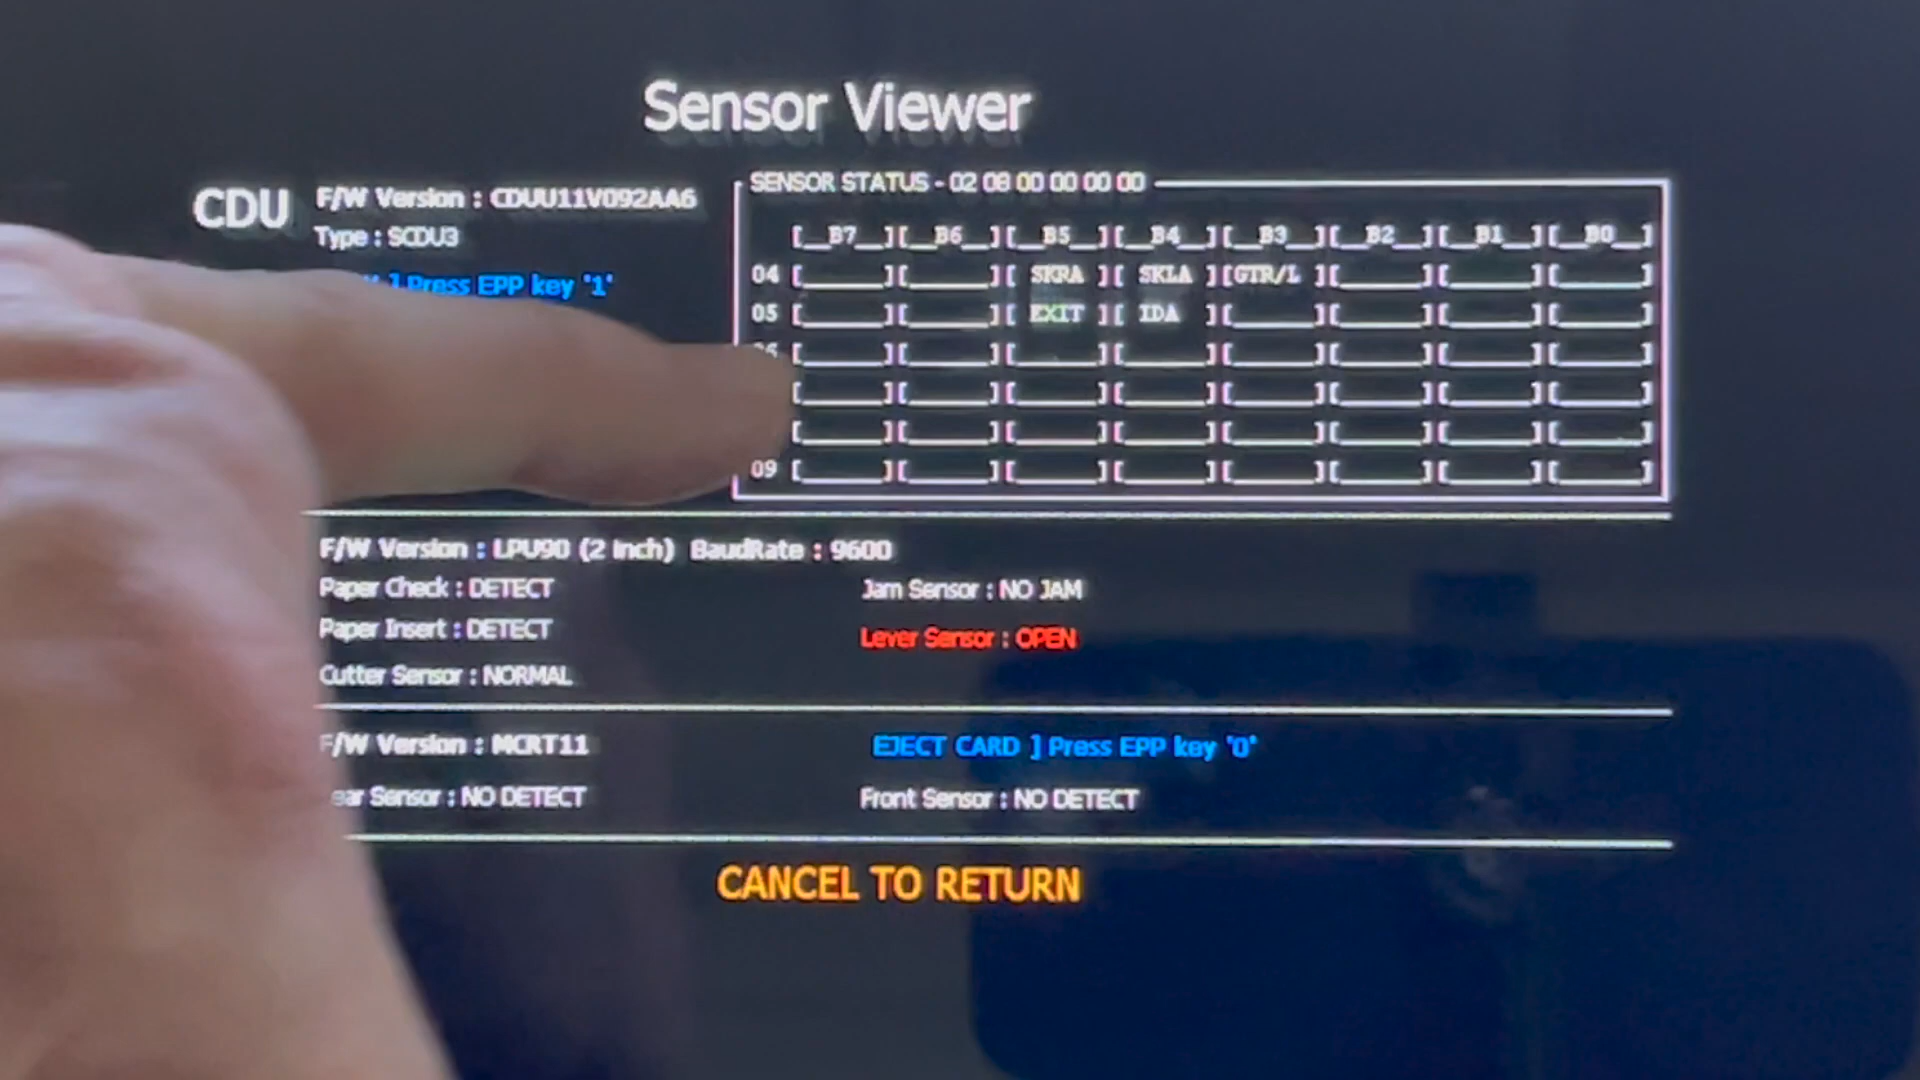 Sensor Viewer
CDU F/W Version : CDUU11V092AA6
Type : SCDU3
] Press EPP key '1'
SENSOR STATUS - 02 08 00 00 00 00
[__B7__][__B6__][__B5__][__B4__][__B3__][__B2__][__B1__][__B0__]
04 [______][______][ SKRA ][ SKLA ][GTR/L ][______][______][______]
05 [______][______][ EXIT ][ IDA ][______][______][______][______]
[______][______][______][______][______][______][______][______]
[______][______][______][______][______][______][______][______]
[______][______][______][______][______][______][______][______]
09 [______][______][______][______][______][______][______][______]
F/W Version : LPU90 (2 inch) BaudRate : 9600
Paper Check : DETECT Jam Sensor : NO JAM
Paper Insert : DETECT Lever Sensor : OPEN
Cutter Sensor : NORMAL
F/W Version : MCRT11 EJECT CARD ] Press EPP key '0'
Sensor : NO DETECT Front Sensor : NO DETECT
CANCEL TO RETURN